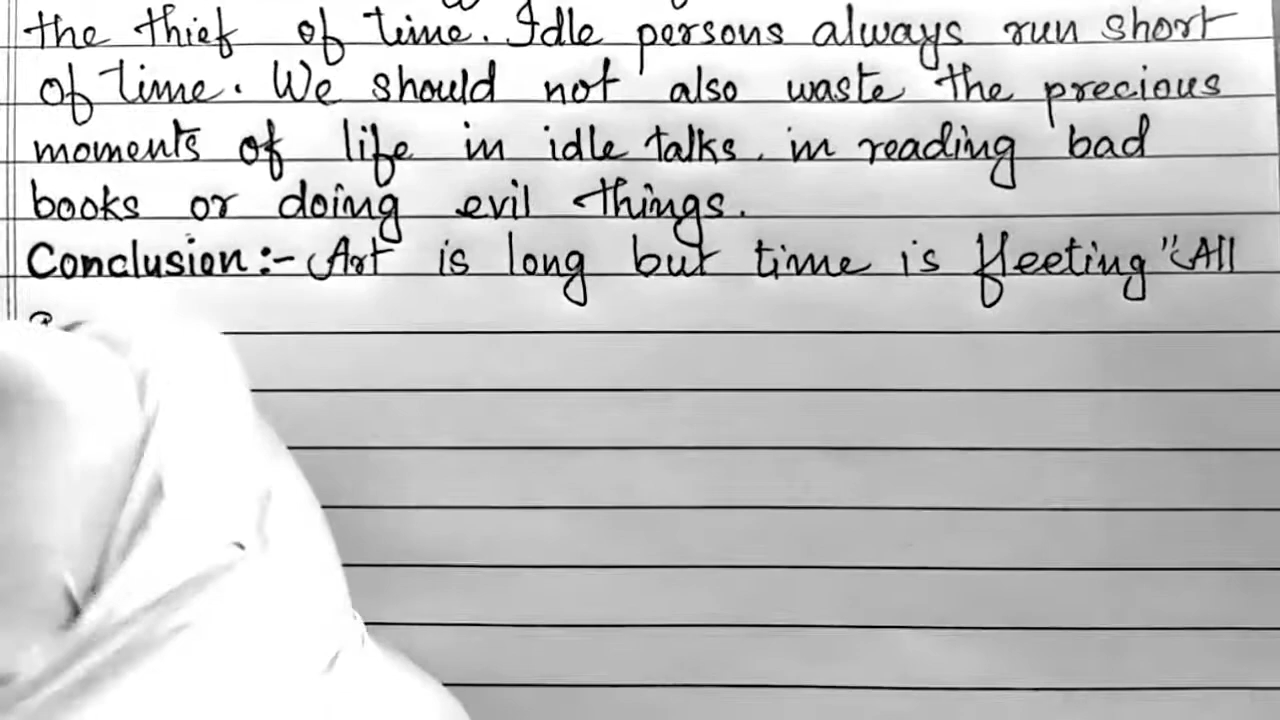 the thief of time. Idle persons always run short
of time. We should not also waste the precious
moments of life in idle talks. in reading bad
books or doing evil things.
Conclusion:- Art is long but time is fleeting "All